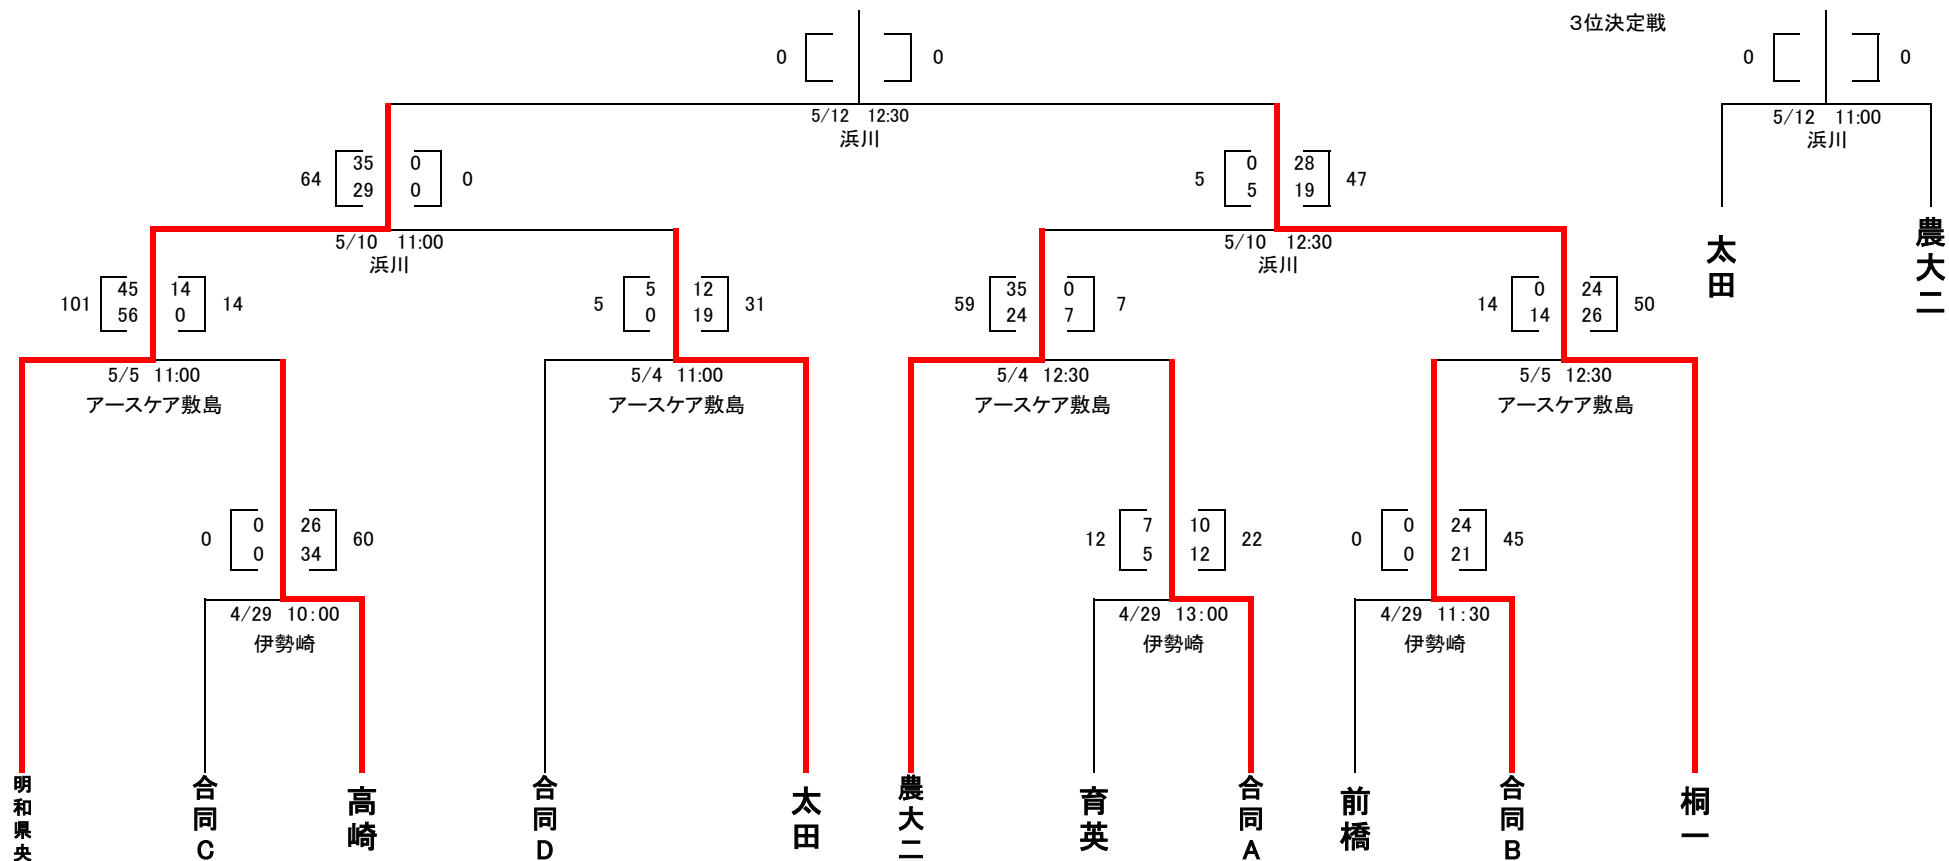 3位決定戦
0 0
5/12 12:30
浜川
0 0
5/12 11:00
浜川
太田
農大二
64 35 0 0
29 0
5/10 11:00
浜川
5 0 28 47
5 19
5/10 12:30
浜川
101 45 14 14
56 0
5/5 11:00
アースケア敷島
5 5 12 31
0 19
5/4 11:00
アースケア敷島
59 35 0 7
24 7
5/4 12:30
アースケア敷島
14 0 24 50
14 26
5/5 12:30
アースケア敷島
0 0 26 60
0 34
4/29 10:00
伊勢崎
12 7 10 22
5 12
4/29 13:00
伊勢崎
0 0 24 45
0 21
4/29 11:30
伊勢崎
明和県央
合同C
高崎
合同D
太田
農大二
育英
合同A
前橋
合同B
桐一